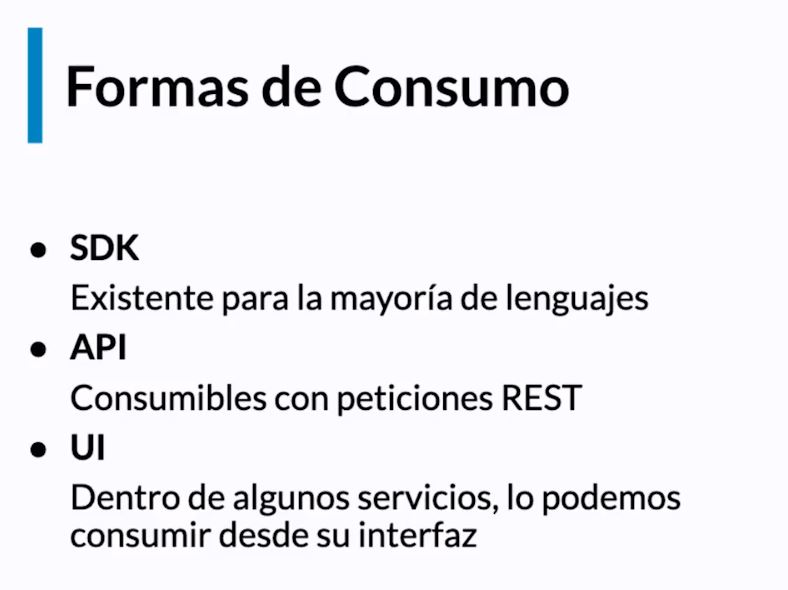 Formas de Consumo
● SDK
Existente para la mayoría de lenguajes
● API
Consumibles con peticiones REST
● UI
Dentro de algunos servicios, lo podemos
consumir desde su interfaz